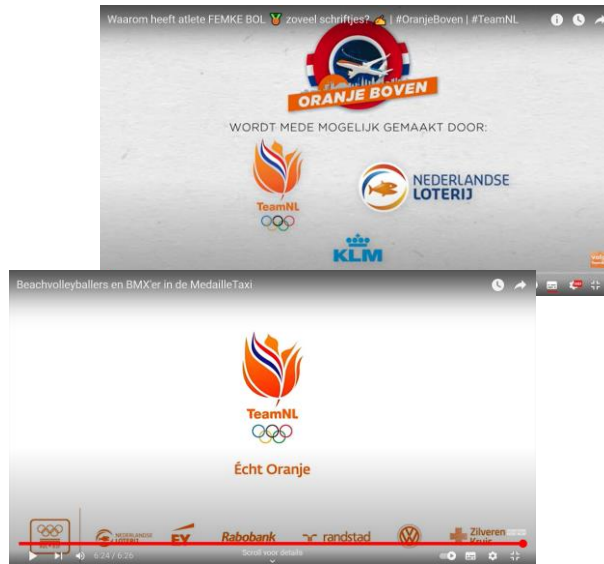 Waarom heeft atlete FEMKE BOL zoveel schriftjes? | #OranjeBoven | #TeamNL
ORANJE BOVEN
WORDT MEDE MOGELIJK GEMAAKT DOOR:
TeamNL
NEDERLANDSE
LOTERIJ
KLM
Beachvolleyballers en BMX'er in de MedailleTaxi
TeamNL
Écht Oranje
NEDERLANDSE
LOTERIJ
EY
Rabobank
randstad
Zilveren
Kruis
6:24 / 6:26
Scroll voor details